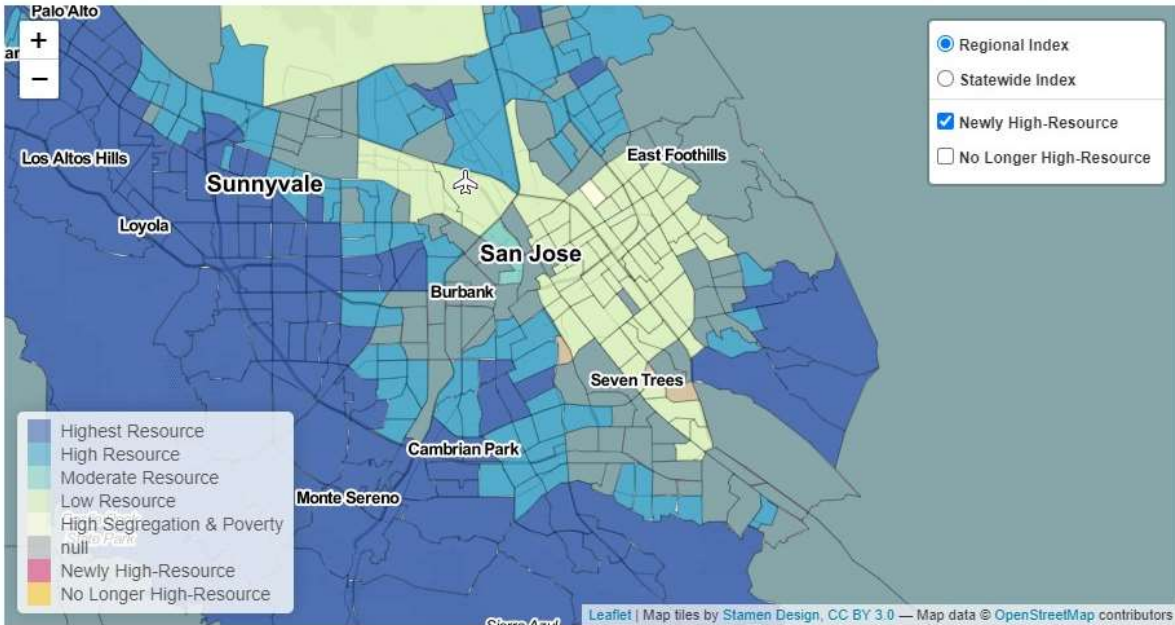 Palo Alto
+
−
Regional Index
Statewide Index
Newly High-Resource
No Longer High-Resource
Los Altos Hills
Sunnyvale
East Foothills
Loyola
San Jose
Burbank
Seven Trees
Cambrian Park
Monte Sereno
Highest Resource
High Resource
Moderate Resource
Low Resource
High Segregation & Poverty
null
Newly High-Resource
No Longer High-Resource
Sierra Azul
Leaflet | Map tiles by Stamen Design, CC BY 3.0 — Map data © OpenStreetMap contributors